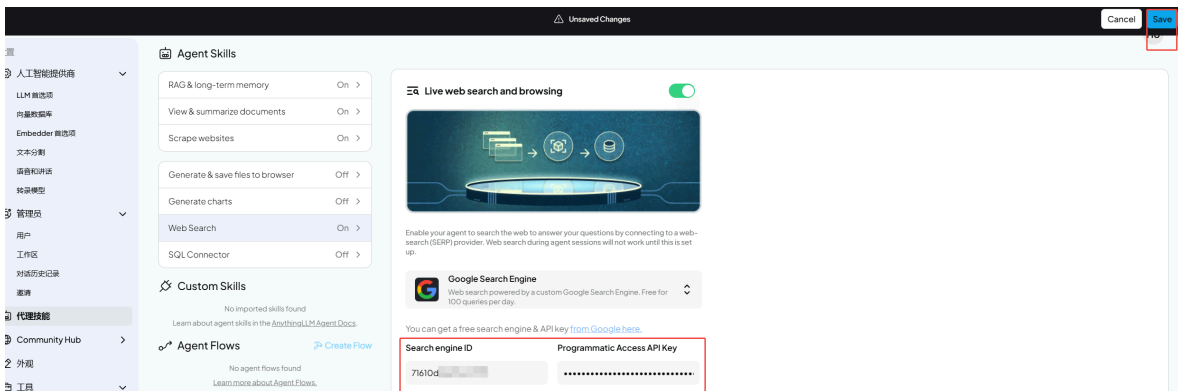 Unsaved Changes
Cancel
Save
置
人工智能提供商
LLM 首选项
向量数据库
Embedder 首选项
文本分割
语音和讲话
转录模型
管理员
用户
工作区
对话历史记录
邀请
代理技能
Community Hub
外观
工具
Agent Skills
RAG & long-term memory On
View & summarize documents On
Scrape websites On
Generate & save files to browser Off
Generate charts Off
Web Search On
SQL Connector Off
Custom Skills
No imported skills found
Learn about agent skills in the AnythingLLM Agent Docs.
Agent Flows
Create Flow
No agent flows found
Learn more about Agent Flows.
Live web search and browsing
Enable your agent to search the web to answer your questions by connecting to a web-
search (SERP) provider. Web search during agent sessions will not work until this is set
up.
Google Search Engine
Web search powered by a custom Google Search Engine. Free for
100 queries per day.
You can get a free search engine & API key from Google here.
Search engine ID
Programmatic Access API Key
71610d